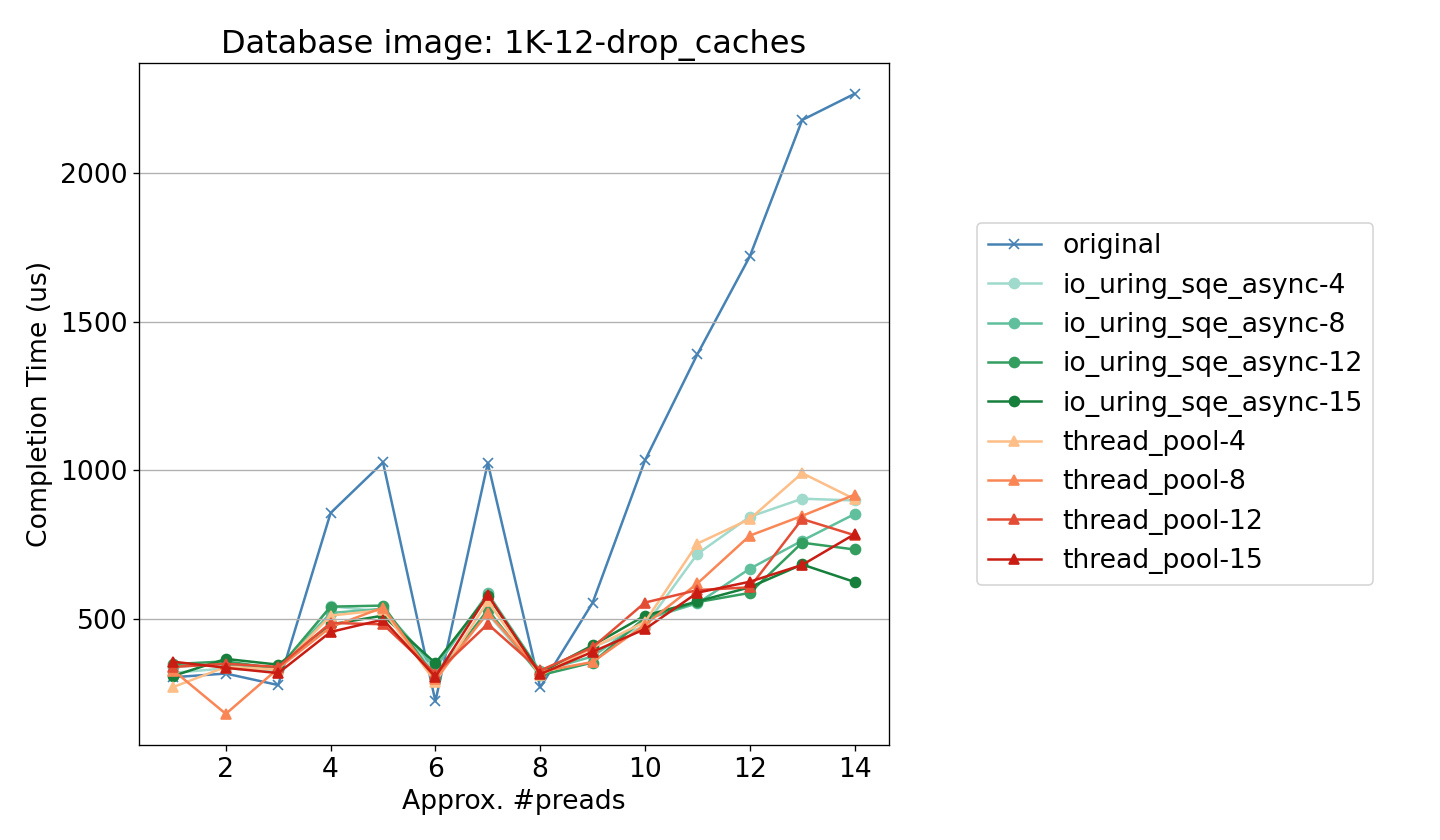 Database image: 1K-12-drop_caches
Completion Time (us)
2000
1500
1000
500
2 4 6 8 10 12 14
Approx. #preads
original
io_uring_sqe_async-4
io_uring_sqe_async-8
io_uring_sqe_async-12
io_uring_sqe_async-15
thread_pool-4
thread_pool-8
thread_pool-12
thread_pool-15